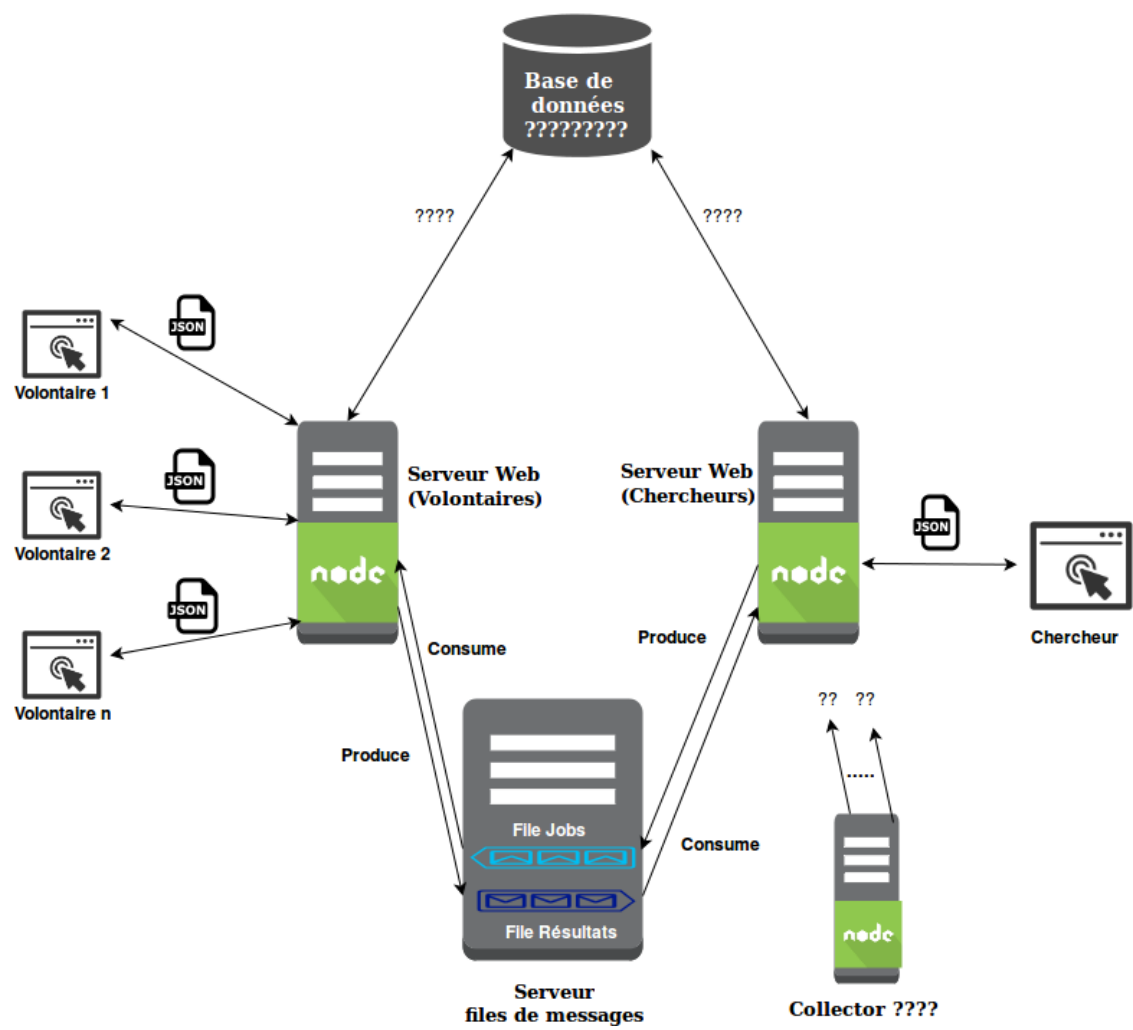 Base de
données
?????????
????
????
JSON
Volontaire 1
JSON
Volontaire 2
JSON
Volontaire n
Serveur Web
(Volontaires)
node
Serveur Web
(Chercheurs)
node
JSON
Chercheur
Consume
Produce
Produce
Consume
File Jobs
File Résultats
Serveur
files de messages
?? ??
.....
node
Collector ????